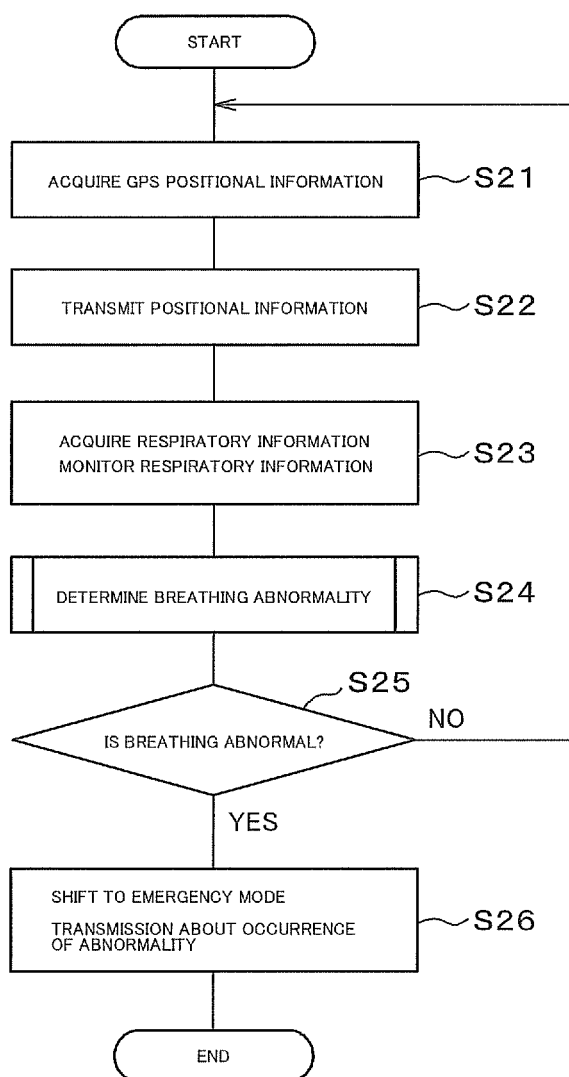 START
ACQUIRE GPS POSITIONAL INFORMATION
S21
TRANSMIT POSITIONAL INFORMATION
S22
ACQUIRE RESPIRATORY INFORMATION
MONITOR RESPIRATORY INFORMATION
S23
DETERMINE BREATHING ABNORMALITY
S24
S25
IS BREATHING ABNORMAL?
NO
YES
SHIFT TO EMERGENCY MODE
TRANSMISSION ABOUT OCCURRENCE
OF ABNORMALITY
S26
END